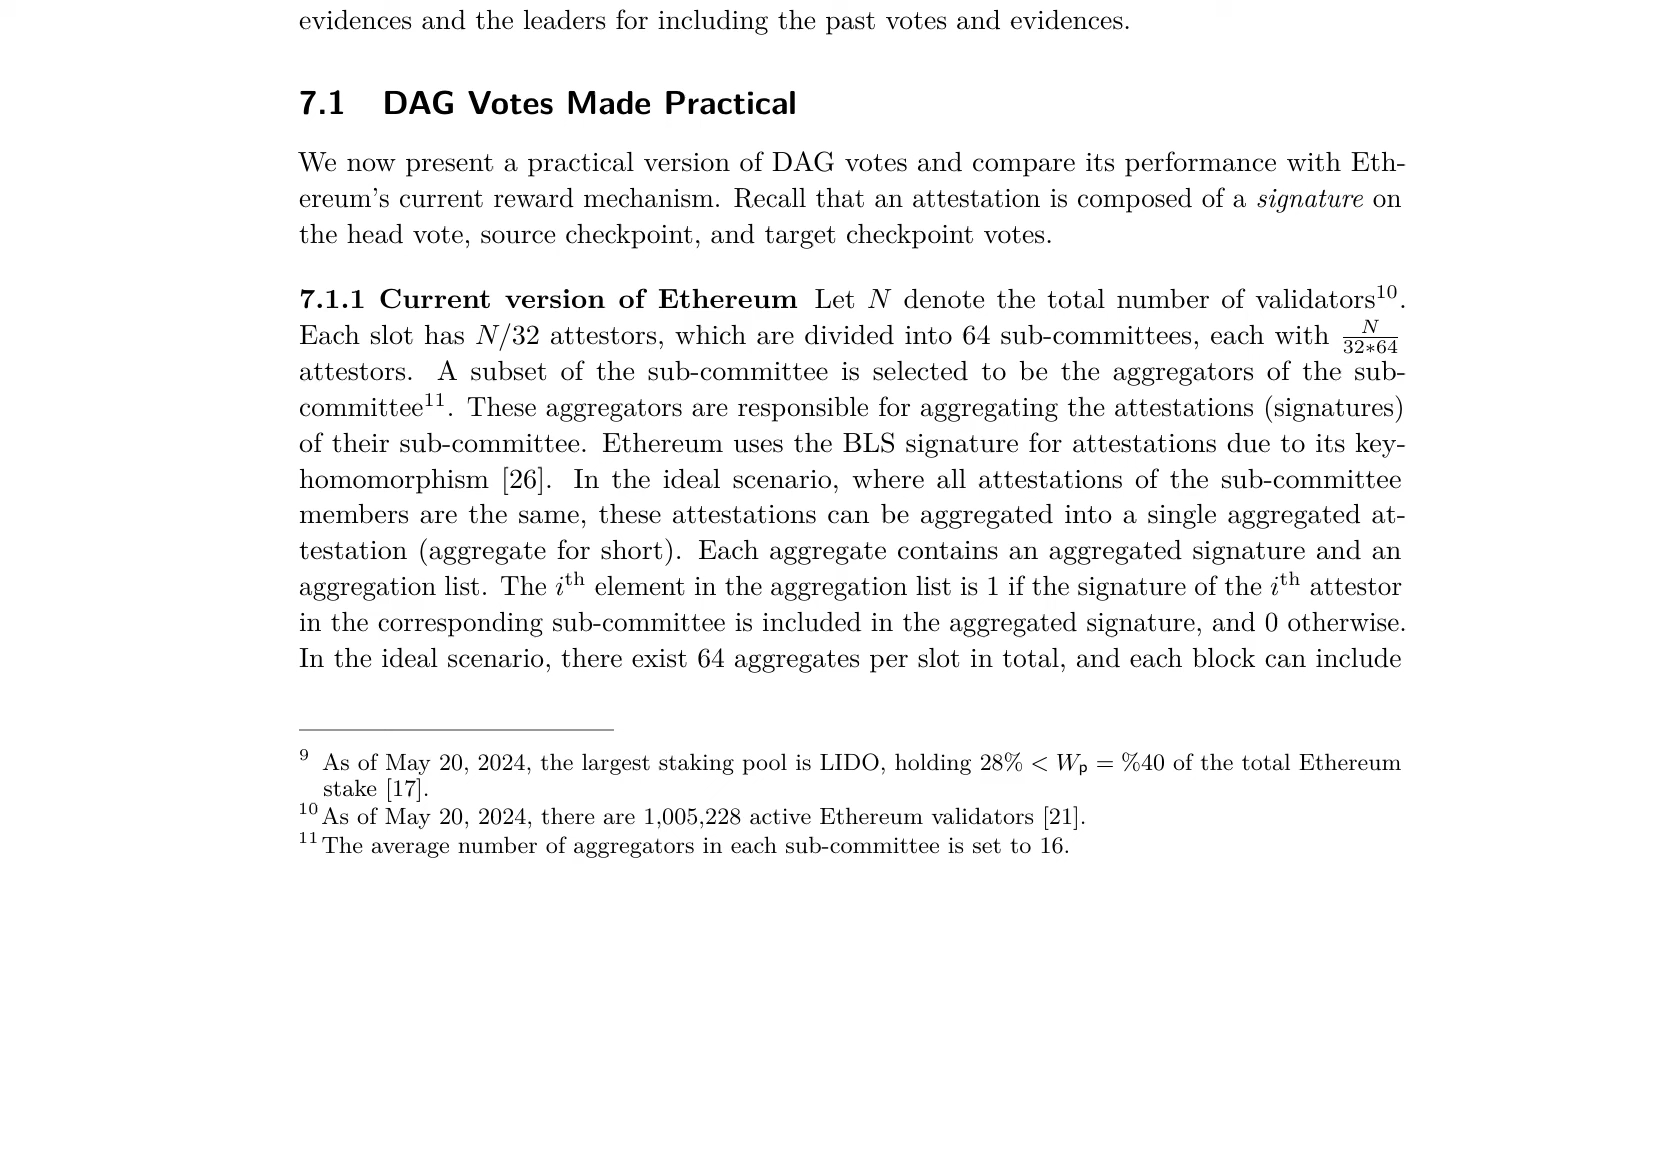 evidences and the leaders for including the past votes and evidences.
7.1 DAG Votes Made Practical
We now present a practical version of DAG votes and compare its performance with Eth-
ereum's current reward mechanism. Recall that an attestation is composed of a signature on
the head vote, source checkpoint, and target checkpoint votes.
7.1.1 Current version of Ethereum Let N denote the total number of validators¹⁰.
Each slot has N/32 attestors, which are divided into 64 sub-committees, each with N/(32∗64)
attestors. A subset of the sub-committee is selected to be the aggregators of the sub-
committee¹¹. These aggregators are responsible for aggregating the attestations (signatures)
of their sub-committee. Ethereum uses the BLS signature for attestations due to its key-
homomorphism [26]. In the ideal scenario, where all attestations of the sub-committee
members are the same, these attestations can be aggregated into a single aggregated at-
testation (aggregate for short). Each aggregate contains an aggregated signature and an
aggregation list. The iᵗʰ element in the aggregation list is 1 if the signature of the iᵗʰ attestor
in the corresponding sub-committee is included in the aggregated signature, and 0 otherwise.
In the ideal scenario, there exist 64 aggregates per slot in total, and each block can include
⁹ As of May 20, 2024, the largest staking pool is LIDO, holding 28% < Wₚ = %40 of the total Ethereum
stake [17].
¹⁰ As of May 20, 2024, there are 1,005,228 active Ethereum validators [21].
¹¹ The average number of aggregators in each sub-committee is set to 16.